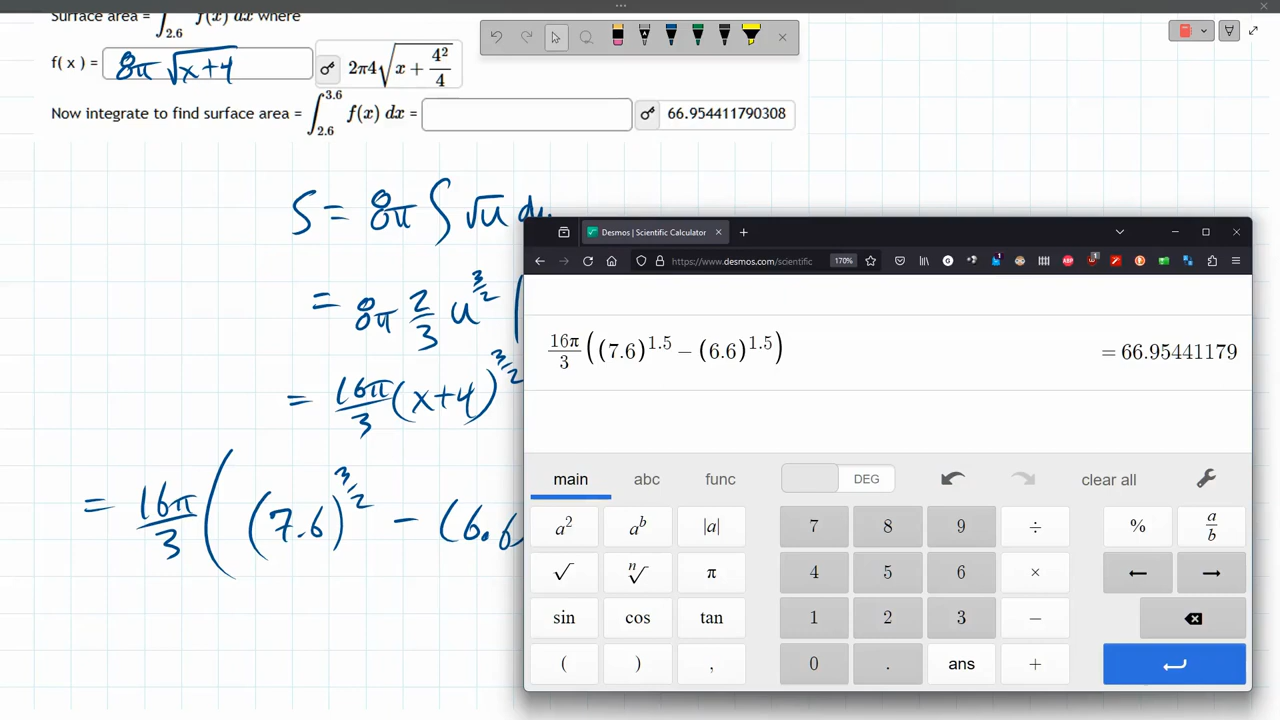 Surface area = ∫_{2.6} f(x) dx where
f( x ) = 8π √x+4 2π4√(x + 4²/4)
Now integrate to find surface area = ∫_{2.6}^{3.6} f(x) dx = 66.954411790308
S = 8π ∫ √u du
= 8π 2/3 u^{3/2} (
= 16π/3 (x+4)^{3/2}
= 16π/3 ( (7.6)^{3/2} - (6.6
Desmos | Scientific Calculator
https://www.desmos.com/scientific 170%
16π/3 ((7.6)^{1.5} − (6.6)^{1.5}) = 66.95441179
main abc func DEG clear all
a² a^b |a| 7 8 9 ÷ % a/b
√ ⁿ√ π 4 5 6 × ← →
sin cos tan 1 2 3 −
( ) , 0 . ans +